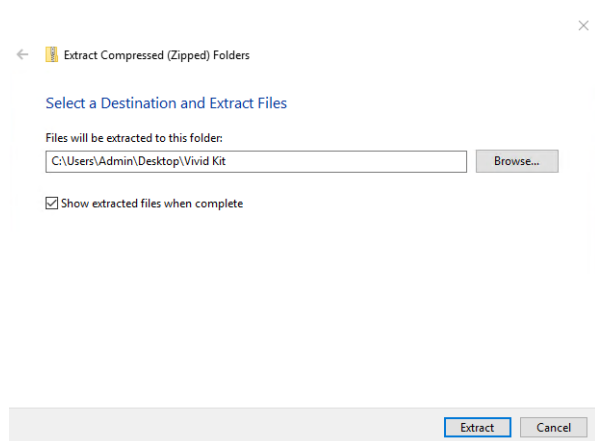 Extract Compressed (Zipped) Folders
Select a Destination and Extract Files
Files will be extracted to this folder:
C:\Users\Admin\Desktop\Vivid Kit
Browse...
Show extracted files when complete
Extract
Cancel